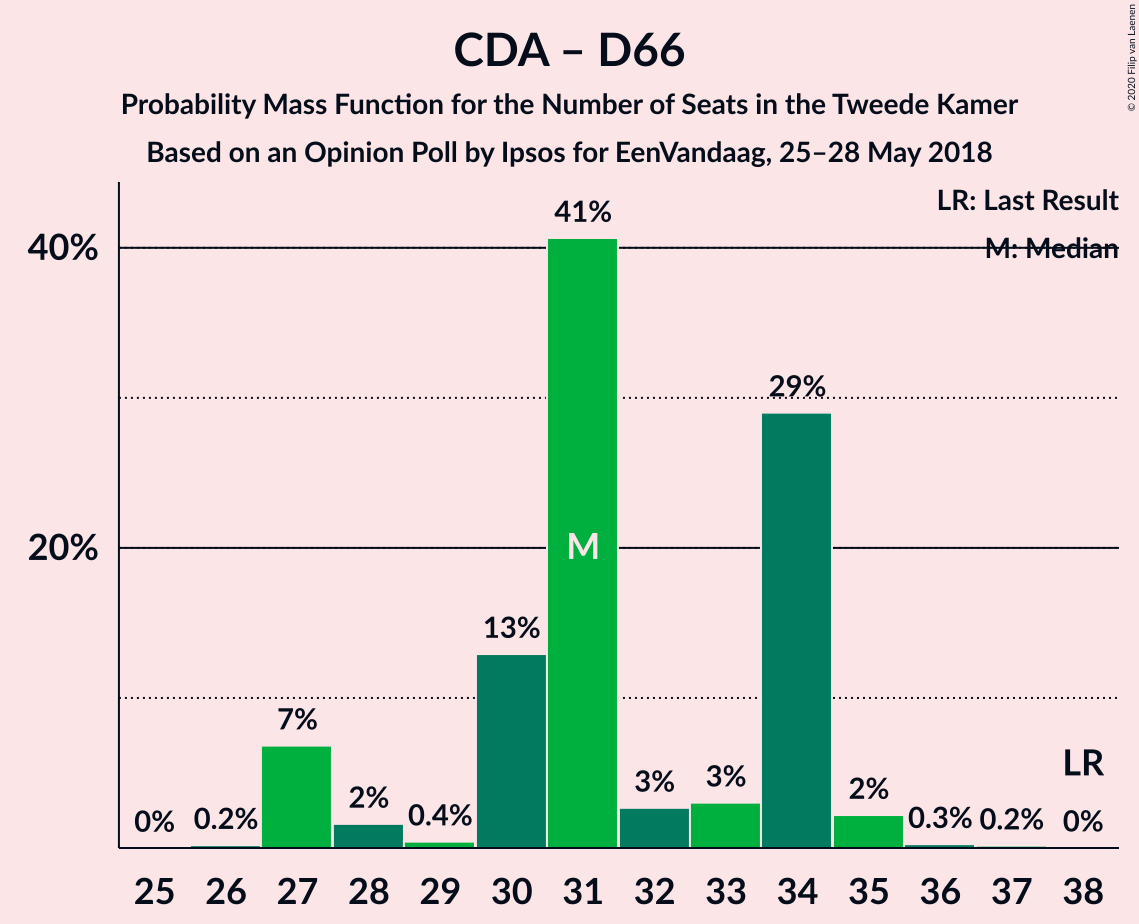 CDA – D66
Probability Mass Function for the Number of Seats in the Tweede Kamer
Based on an Opinion Poll by Ipsos for EenVandaag, 25–28 May 2018
© 2020 Filip van Laenen
LR: Last Result
M: Median
40%
20%
0%
0.2%
7%
2%
0.4%
13%
41%
M
3%
3%
29%
2%
0.3%
0.2%
0%
LR
25 26 27 28 29 30 31 32 33 34 35 36 37 38